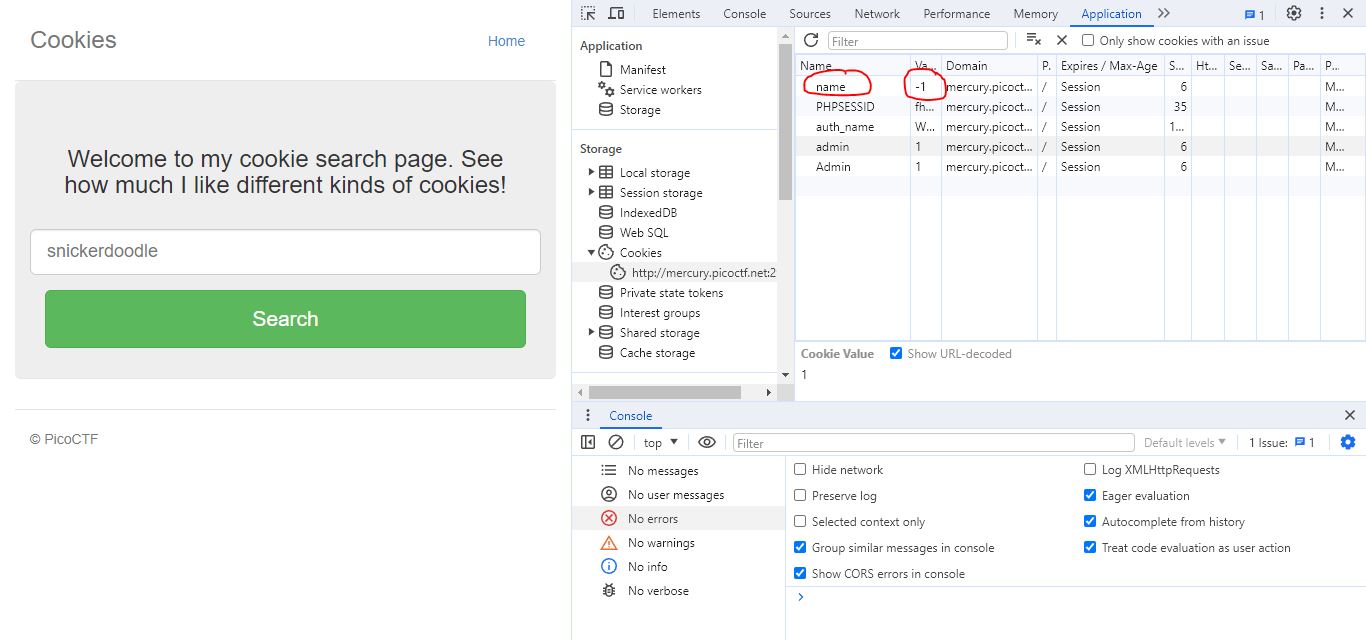 Cookies
Home
Welcome to my cookie search page. See
how much I like different kinds of cookies!
snickerdoodle
Search
© PicoCTF
Elements Console Sources Network Performance Memory Application 1
Application
Manifest
Service workers
Storage
Storage
Local storage
Session storage
IndexedDB
Web SQL
Cookies
http://mercury.picoctf.net:2
Private state tokens
Interest groups
Shared storage
Cache storage
Filter Only show cookies with an issue
Name Va... Domain P. Expires / Max-Age S... Ht... Se... Sa... Pa... P...
name -1 mercury.picoct... / Session 6 M...
PHPSESSID fh... mercury.picoct... / Session 35 M...
auth_name W... mercury.picoct... / Session 1... M...
admin 1 mercury.picoct... / Session 6 M...
Admin 1 mercury.picoct... / Session 6 M...
Cookie Value Show URL-decoded
1
Console
top Filter Default levels 1 Issue: 1
No messages
No user messages
No errors
No warnings
No info
No verbose
Hide network
Preserve log
Selected context only
Group similar messages in console
Show CORS errors in console
Log XMLHttpRequests
Eager evaluation
Autocomplete from history
Treat code evaluation as user action